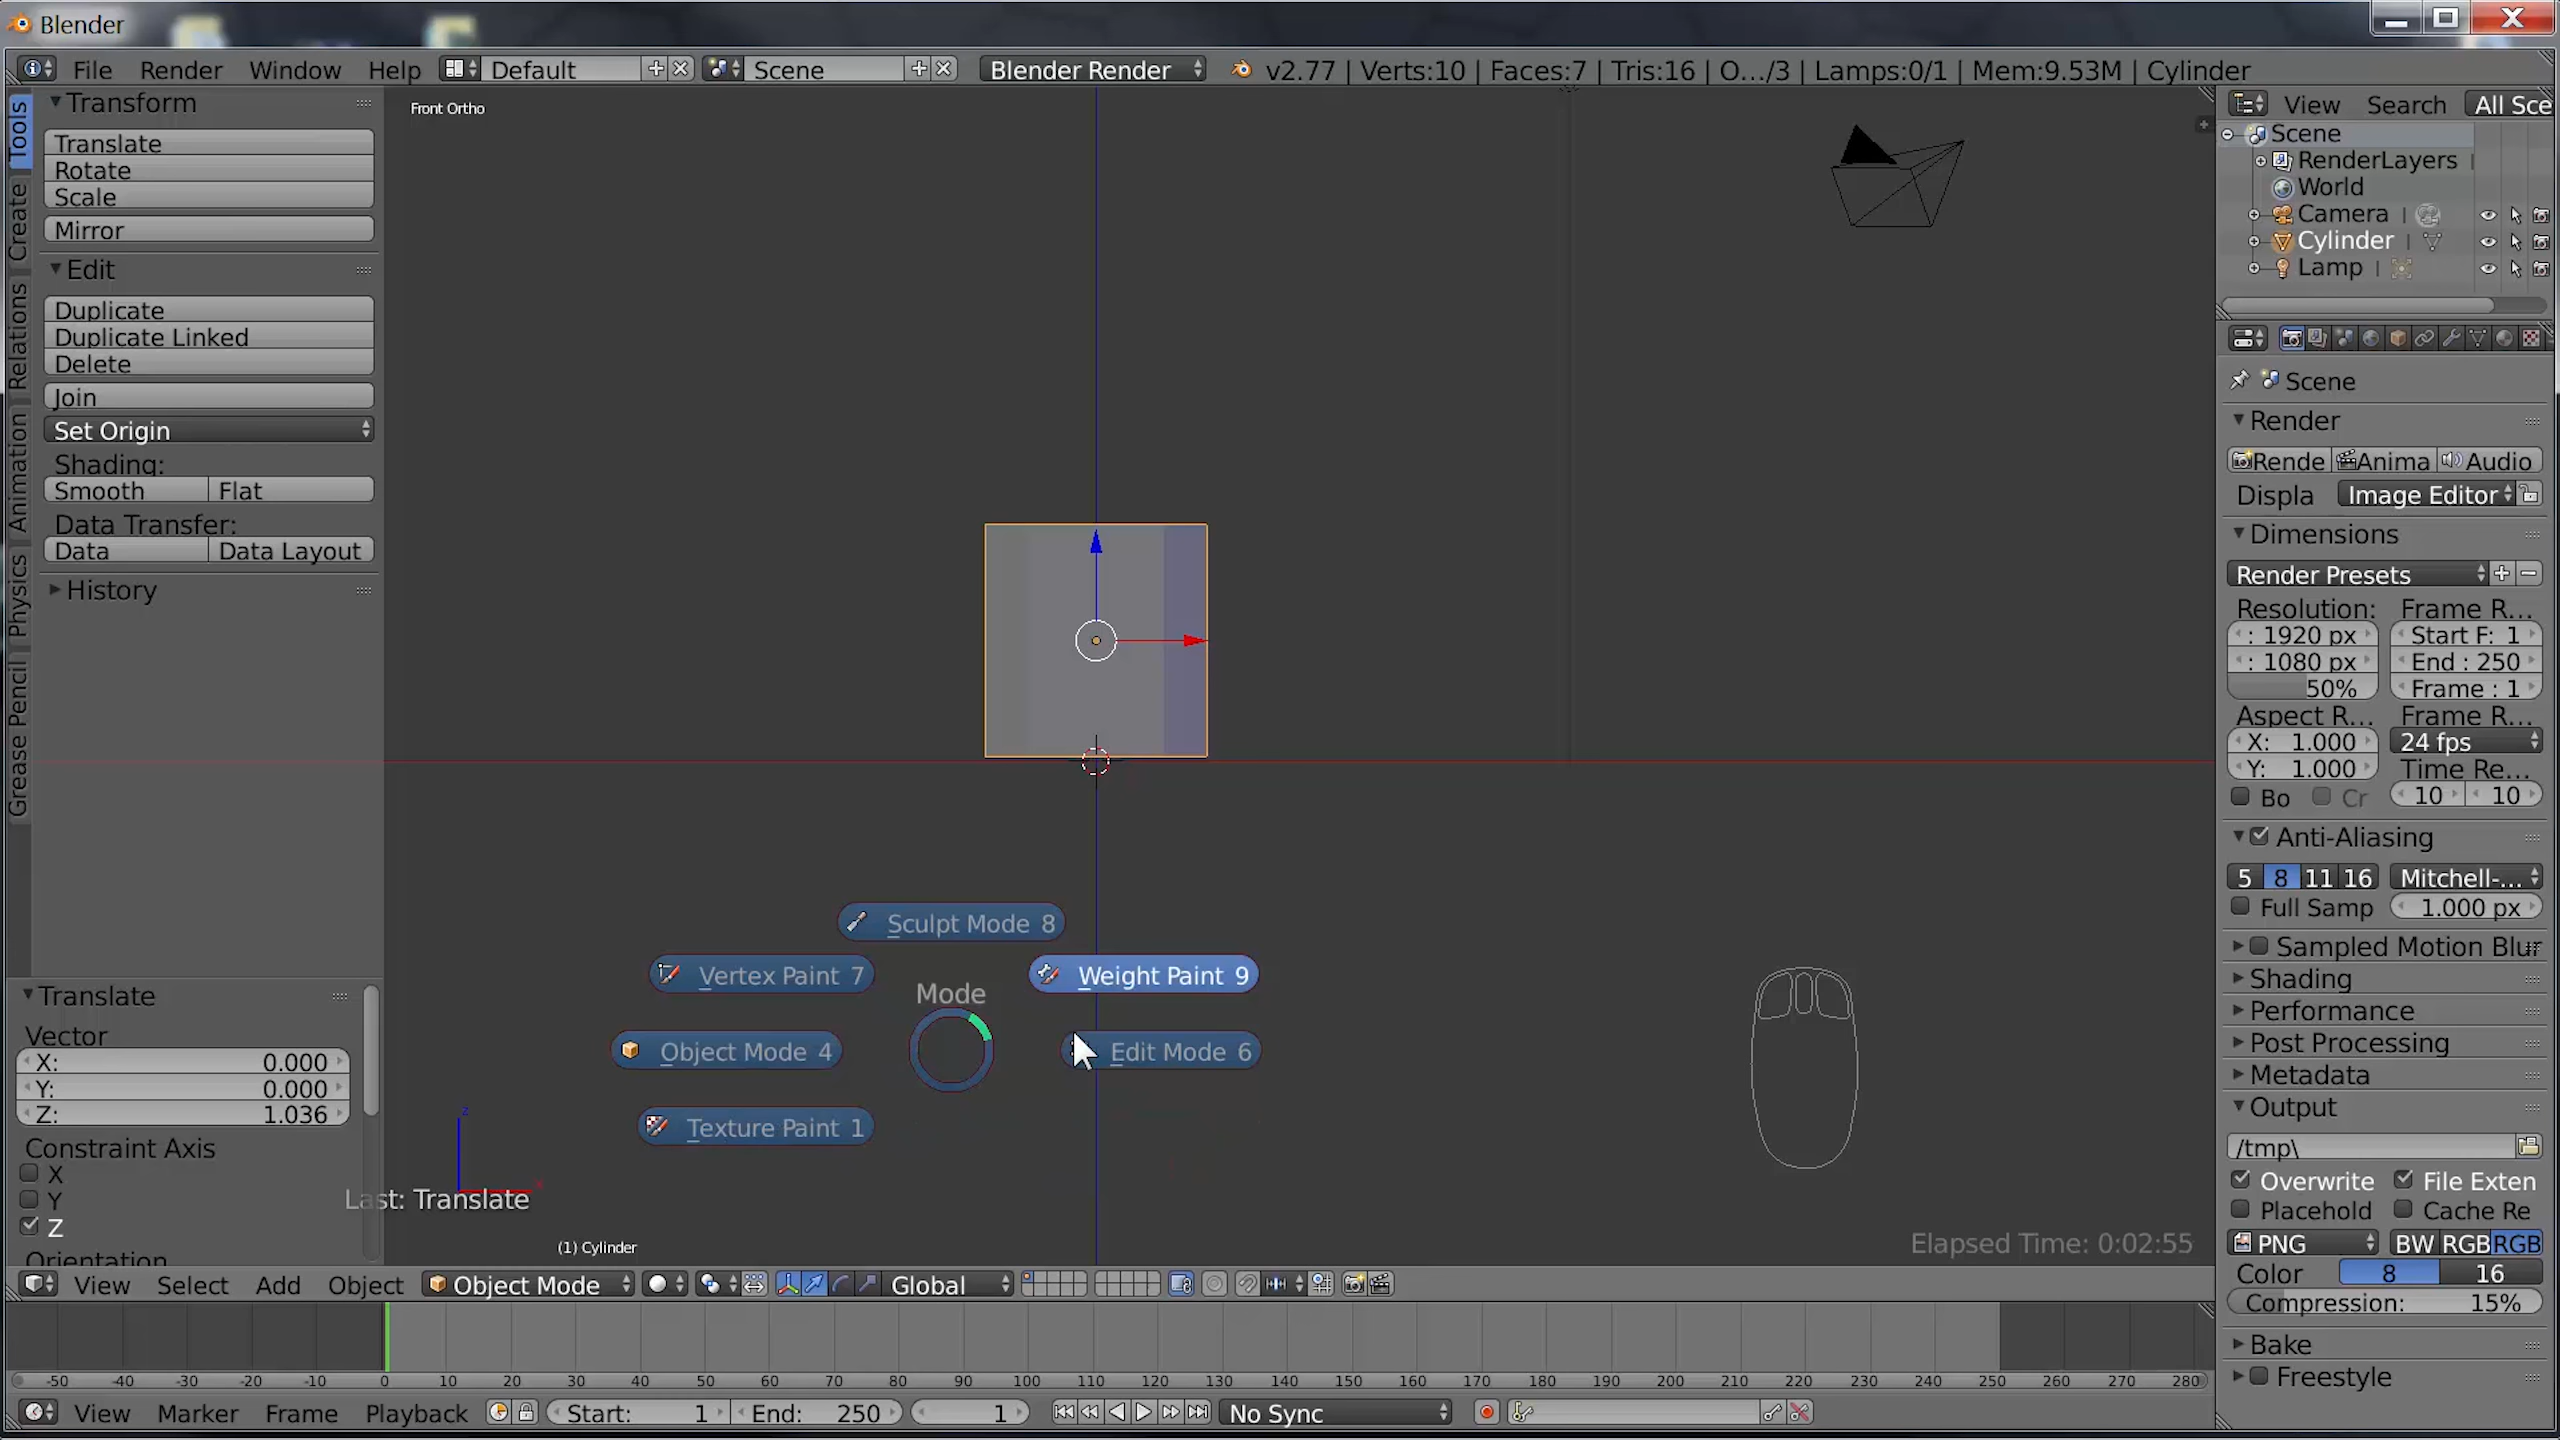 Blender
File Render Window Help Default Scene Blender Render v2.77 | Verts:10 | Faces:7 | Tris:16 | O.../3 | Lamps:0/1 | Mem:9.53M | Cylinder
Tools
Create
Relations
Animation
Physics
Grease Pencil
Transform
Translate
Rotate
Scale
Mirror
Edit
Duplicate
Duplicate Linked
Delete
Join
Set Origin
Shading:
Smooth Flat
Data Transfer:
Data Data Layout
History
Translate
Vector
X: 0.000
Y: 0.000
Z: 1.036
Constraint Axis
X
Y
Z
Orientation
Front Ortho
Sculpt Mode 8
Vertex Paint 7
Weight Paint 9
Mode
Object Mode 4
Edit Mode 6
Texture Paint 1
z
x
Last: Translate
(1) Cylinder
Elapsed Time: 0:02:55
View Select Add Object Object Mode Global
-50 -40 -30 -20 -10 0 10 20 30 40 50 60 70 80 90 100 110 120 130 140 150 160 170 180 190 200 210 220 230 240 250 260 270 280
View Marker Frame Playback Start: 1 End: 250 1 No Sync
View Search All Sce
Scene
RenderLayers
World
Camera
Cylinder
Lamp
Scene
Render
Rende Anima Audio
Displa Image Editor
Dimensions
Render Presets
Resolution: Frame R...
: 1920 px Start F: 1
: 1080 px End : 250
50% Frame : 1
Aspect R... Frame R...
X: 1.000 24 fps
Y: 1.000 Time Re...
Bo Cr 10 10
Anti-Aliasing
5 8 11 16 Mitchell-...
Full Samp 1.000 px
Sampled Motion Blur
Shading
Performance
Post Processing
Metadata
Output
/tmp\
Overwrite File Exten
Placehold Cache Re
PNG BW RGB RGB
Color 8 16
Compression: 15%
Bake
Freestyle